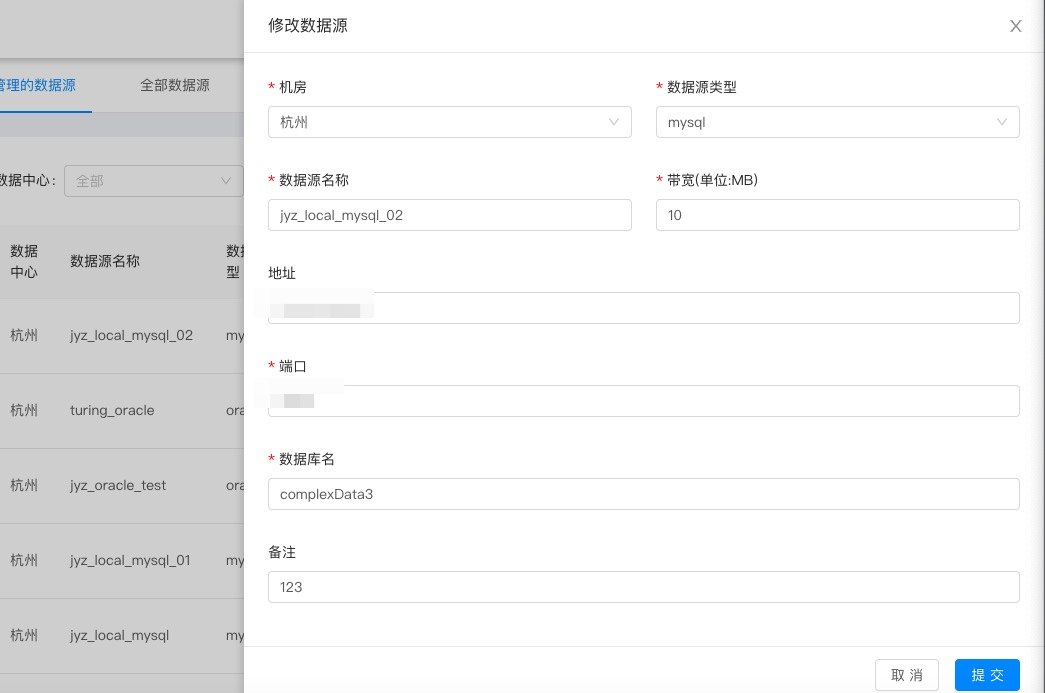 修改数据源
管理的数据源
全部数据源
* 机房
* 数据源类型
杭州
mysql
数据中心:
全部
* 数据源名称
* 带宽(单位:MB)
jyz_local_mysql_02
10
数据
中心
数据源名称
型
地址
杭州
jyz_local_mysql_02
my
* 端口
杭州
turing_oracle
ora
* 数据库名
杭州
jyz_oracle_test
ora
complexData3
备注
杭州
jyz_local_mysql_01
my
123
杭州
jyz_local_mysql
my
取 消
提 交